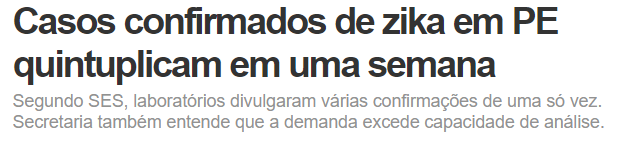 Casos confirmados de zika em PE
quintuplicam em uma semana
Segundo SES, laboratórios divulgaram várias confirmações de uma só vez.
Secretaria também entende que a demanda excede capacidade de análise.